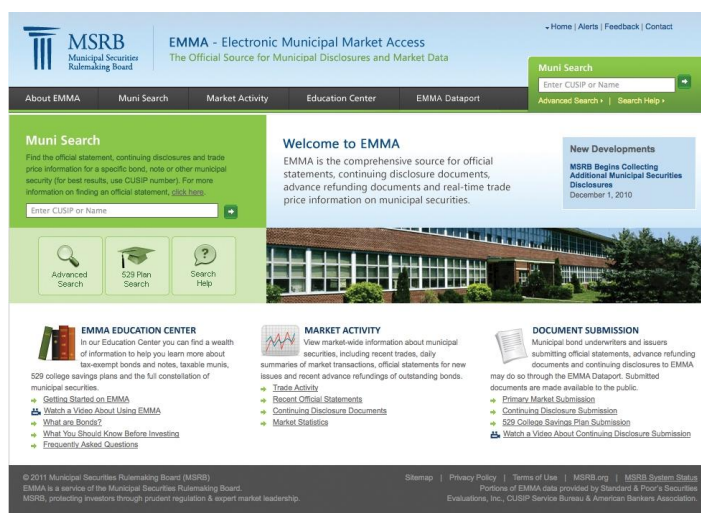 MSRB
Municipal Securities
Rulemaking Board
EMMA - Electronic Municipal Market Access
The Official Source for Municipal Disclosures and Market Data
Home | Alerts | Feedback | Contact
Muni Search
Enter CUSIP or Name
Advanced Search | Search Help
About EMMA Muni Search Market Activity Education Center EMMA Dataport
Muni Search
Find the official statement, continuing disclosures and trade
price information for a specific bond, note or other municipal
security (for best results, use CUSIP number). For more
information on finding an official statement, click here.
Enter CUSIP or Name
Advanced
Search
529 Plan
Search
Search
Help
Welcome to EMMA
EMMA is the comprehensive source for official
statements, continuing disclosure documents,
advance refunding documents and real-time trade
price information on municipal securities.
New Developments
MSRB Begins Collecting
Additional Municipal Securities
Disclosures
December 1, 2010
EMMA EDUCATION CENTER
In our Education Center you can find a wealth
of information to help you learn more about
tax-exempt bonds and notes, taxable munis,
529 college savings plans and the full constellation of
municipal securities.
Getting Started on EMMA
Watch a Video About Using EMMA
What are Bonds?
What You Should Know Before Investing
Frequently Asked Questions
MARKET ACTIVITY
View market-wide information about municipal
securities, including recent trades, daily
summaries of market transactions, official statements for new
issues and recent advance refundings of outstanding bonds.
Trade Activity
Recent Official Statements
Continuing Disclosure Documents
Market Statistics
DOCUMENT SUBMISSION
Municipal bond underwriters and issuers
submitting official statements, advance refunding
documents and continuing disclosures to EMMA
may do so through the EMMA Dataport. Submitted
documents are made available to the public.
Primary Market Submission
Continuing Disclosure Submission
529 College Savings Plan Submission
Watch a Video About Continuing Disclosure Submission
© 2011 Municipal Securities Rulemaking Board (MSRB)
EMMA is a service of the Municipal Securities Rulemaking Board.
MSRB, protecting investors through prudent regulation & expert market leadership.
Sitemap | Privacy Policy | Terms of Use | MSRB.org | MSRB System Status
Portions of EMMA data provided by Standard & Poor's Securities
Evaluations, Inc., CUSIP Service Bureau & American Bankers Association.